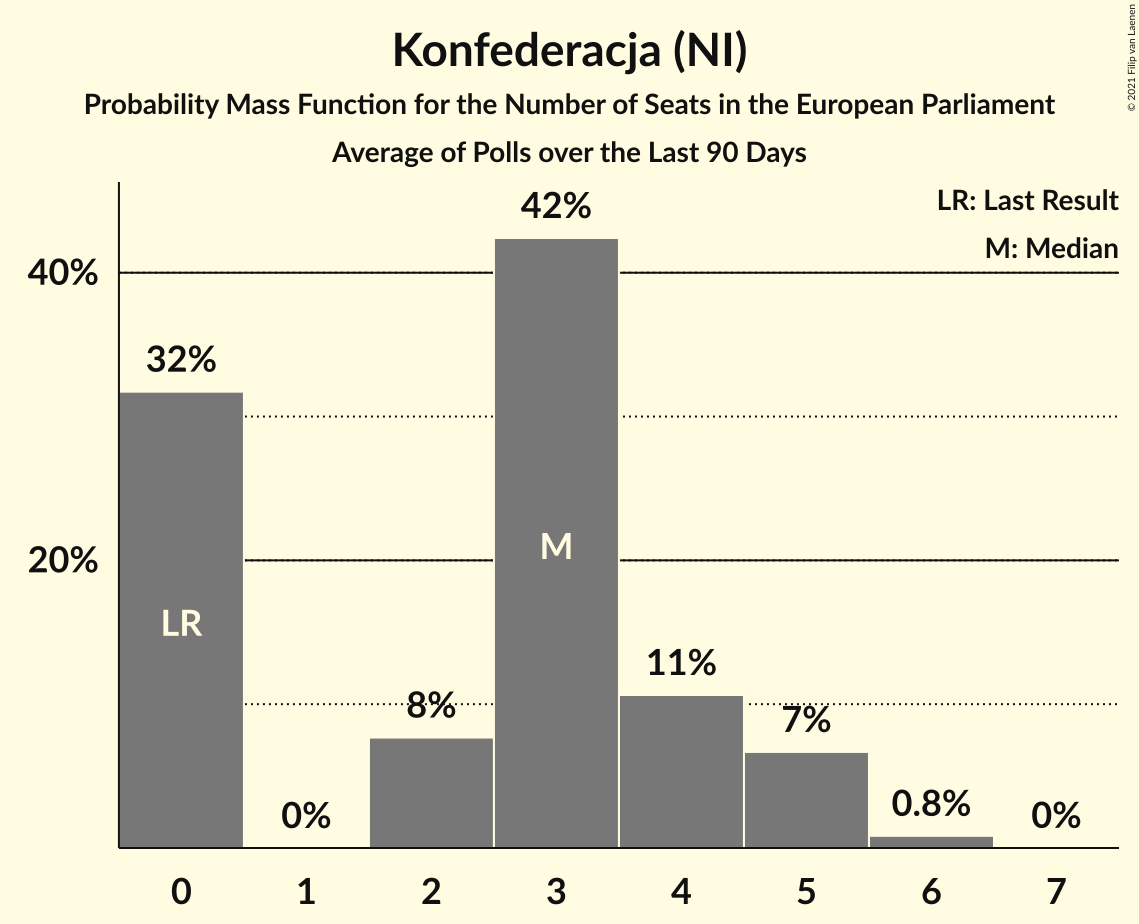 Konfederacja (NI)
Probability Mass Function for the Number of Seats in the European Parliament
Average of Polls over the Last 90 Days
© 2021 Filip van Laenen
LR: Last Result
M: Median
42%
40%
32%
M
20%
LR
11%
8%
7%
0%
0.8%
0%
0 1 2 3 4 5 6 7